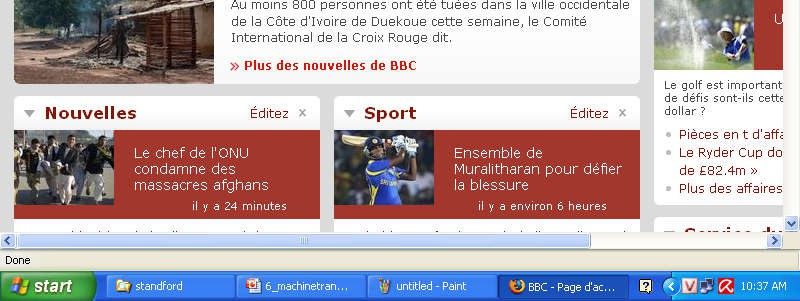 Au moins 800 personnes ont été tuées dans la ville occidentale
de la Côte d'Ivoire de Duekoue cette semaine, le Comité
International de la Croix Rouge dit.
» Plus des nouvelles de BBC
Le golf est important
de défis sont-ils cette
dollar ?
Pièces en t d'affa
Le Ryder Cup do
de £82.4m »
Plus des affaires
Nouvelles
Éditez ×
Le chef de l'ONU
condamne des
massacres afghans
il y a 24 minutes
Sport
Éditez ×
Ensemble de
Muralitharan pour défier
la blessure
il y a environ 6 heures
Done
start
standford
6_machinetran...
untitled - Paint
BBC - Page d'ac...
10:37 AM